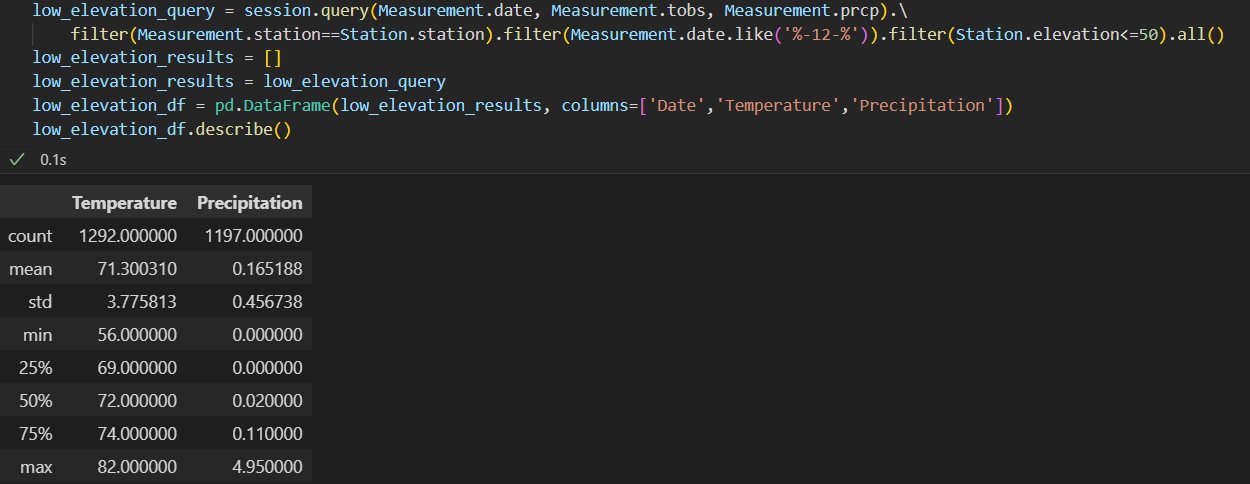 low_elevation_query = session.query(Measurement.date, Measurement.tobs, Measurement.prcp).\
    filter(Measurement.station==Station.station).filter(Measurement.date.like('%-12-%')).filter(Station.elevation<=50).all()
low_elevation_results = []
low_elevation_results = low_elevation_query
low_elevation_df = pd.DataFrame(low_elevation_results, columns=['Date','Temperature','Precipitation'])
low_elevation_df.describe()
✓ 0.1s
Temperature Precipitation
count 1292.000000 1197.000000
mean 71.300310 0.165188
std 3.775813 0.456738
min 56.000000 0.000000
25% 69.000000 0.000000
50% 72.000000 0.020000
75% 74.000000 0.110000
max 82.000000 4.950000